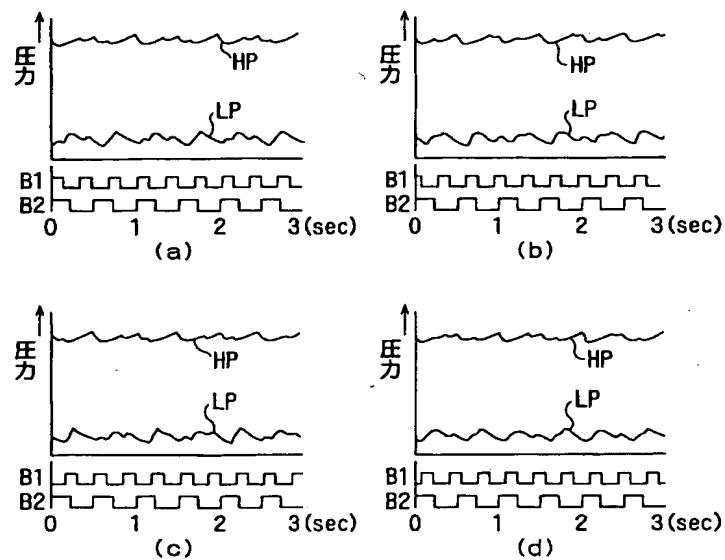 圧力
HP
LP
B1
B2
0 1 2 3(sec)
(a)
圧力
HP
LP
B1
B2
0 1 2 3(sec)
(b)
圧力
HP
LP
B1
B2
0 1 2 3(sec)
(c)
圧力
HP
LP
B1
B2
0 1 2 3(sec)
(d)